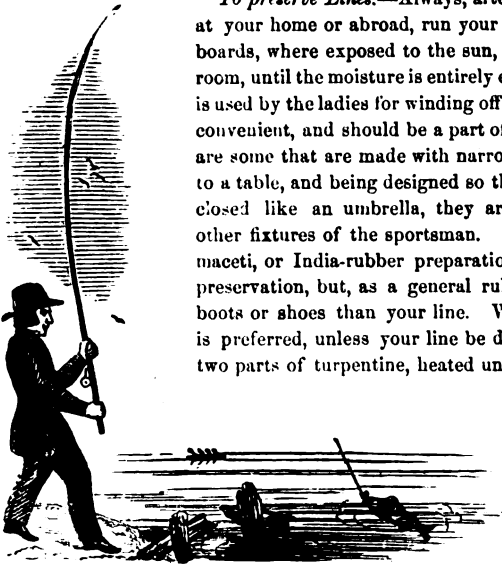 To preserve Lines.—Always, afte
at your home or abroad, run your
boards, where exposed to the sun,
room, until the moisture is entirely e
is used by the ladies for winding off
convenient, and should be a part of
are some that are made with narro
to a table, and being designed so th
closed like an umbrella, they ar
other fixtures of the sportsman.
maceti, or India-rubber preparatio
preservation, but, as a general ru
boots or shoes than your line. W
is preferred, unless your line be d
two parts of turpentine, heated un